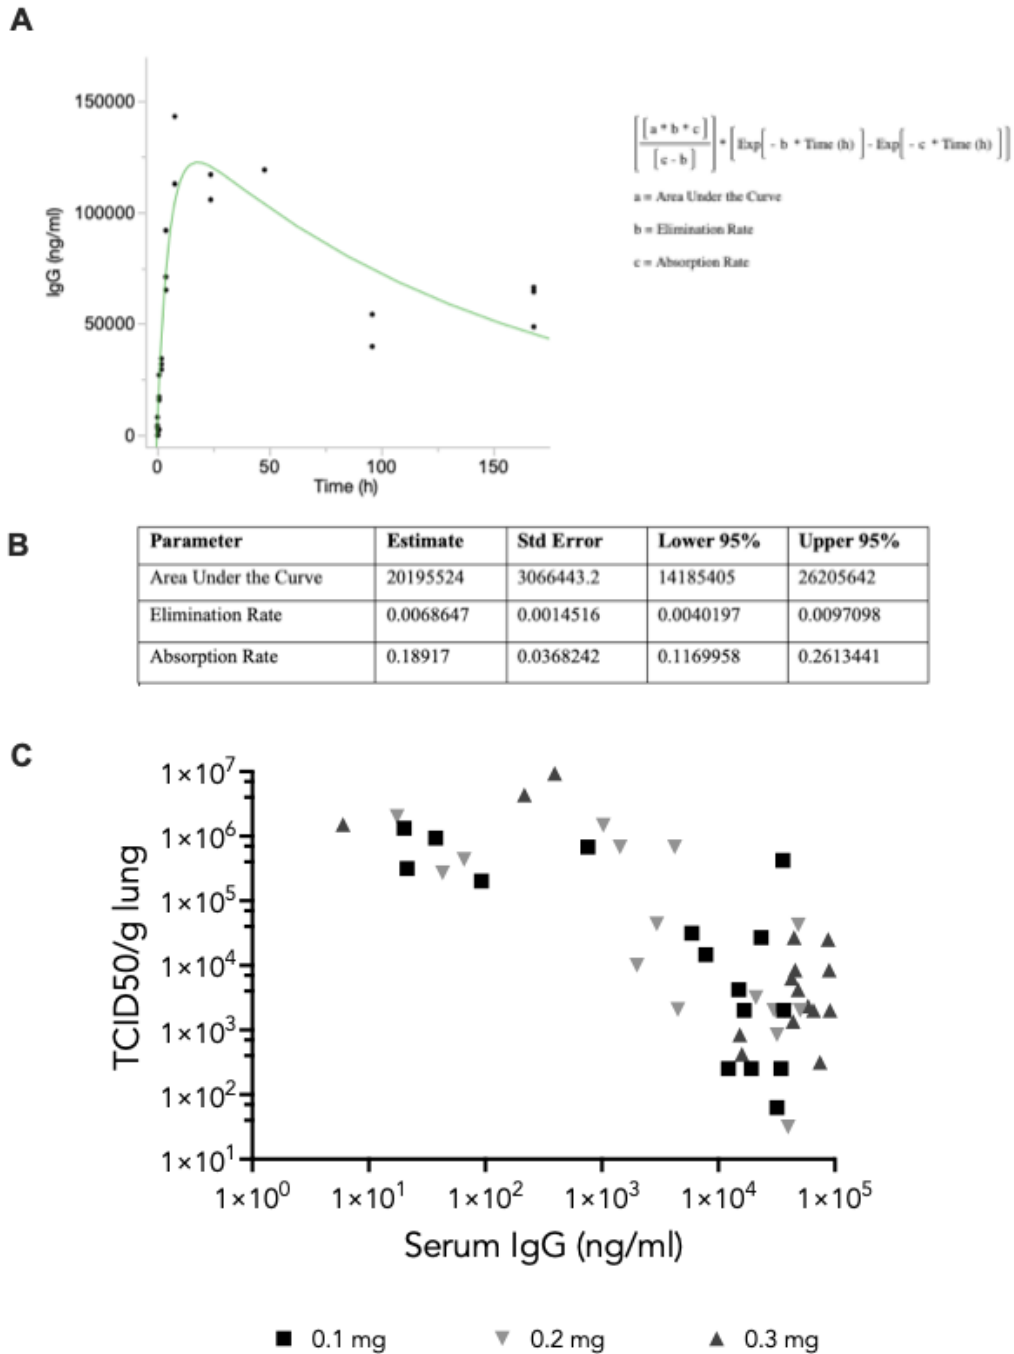 A
150000
100000
50000
0
IgG (ng/ml)
0 50 100 150
Time (h)
[[a * b * c] / [c - b]] * [Exp[- b * Time (h)] - Exp[- c * Time (h)]]
a = Area Under the Curve
b = Elimination Rate
c = Absorption Rate
B
Parameter Estimate Std Error Lower 95% Upper 95%
Area Under the Curve 20195524 3066443.2 14185405 26205642
Elimination Rate 0.0068647 0.0014516 0.0040197 0.0097098
Absorption Rate 0.18917 0.0368242 0.1169958 0.2613441
C
1×10⁷
1×10⁶
1×10⁵
1×10⁴
1×10³
1×10²
1×10¹
TCID50/g lung
1×10⁰ 1×10¹ 1×10² 1×10³ 1×10⁴ 1×10⁵
Serum IgG (ng/ml)
0.1 mg 0.2 mg 0.3 mg